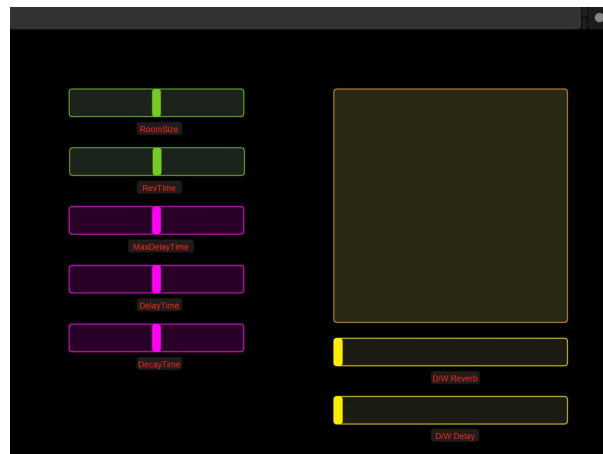 RoomSize
RevTime
MaxDelayTime
DelayTime
DecayTime
D/W Reverb
D/W Delay